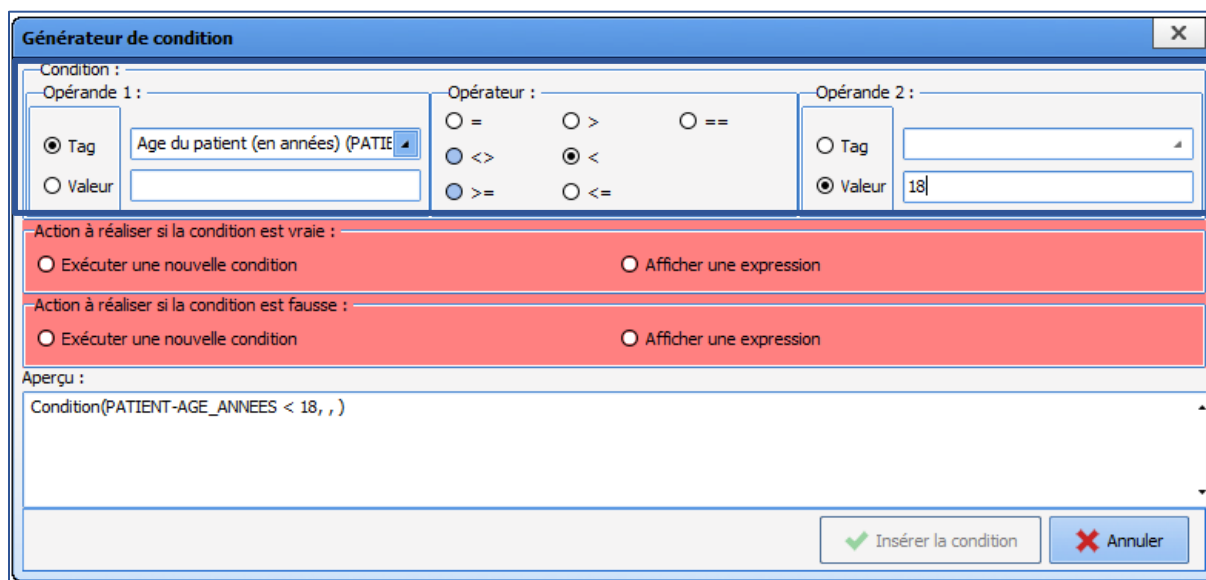 Générateur de condition
Condition :
Opérande 1 :
Tag
Age du patient (en années) (PATIE
Valeur
Opérateur :
= > ==
<> <
>= <=
Opérande 2 :
Tag
Valeur 18
Action à réaliser si la condition est vraie :
Exécuter une nouvelle condition Afficher une expression
Action à réaliser si la condition est fausse :
Exécuter une nouvelle condition Afficher une expression
Aperçu :
Condition(PATIENT-AGE_ANNEES < 18, , )
Insérer la condition Annuler